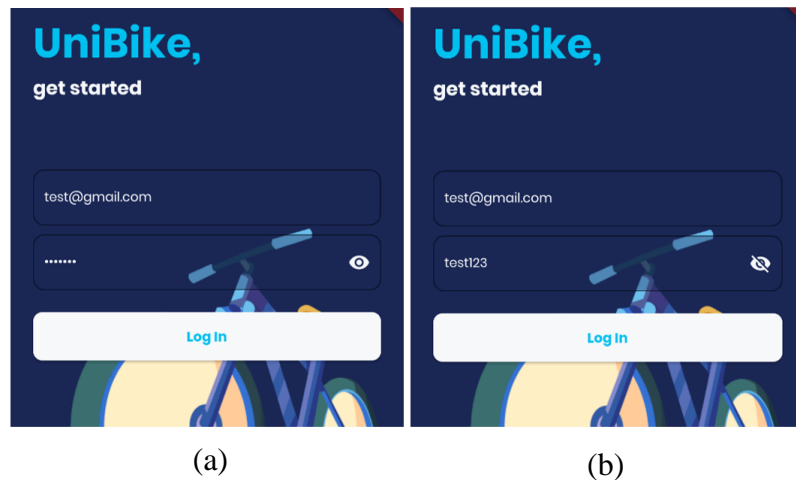 UniBike,
get started
test@gmail.com
•••••••
Log In
(a)
UniBike,
get started
test@gmail.com
test123
Log In
(b)